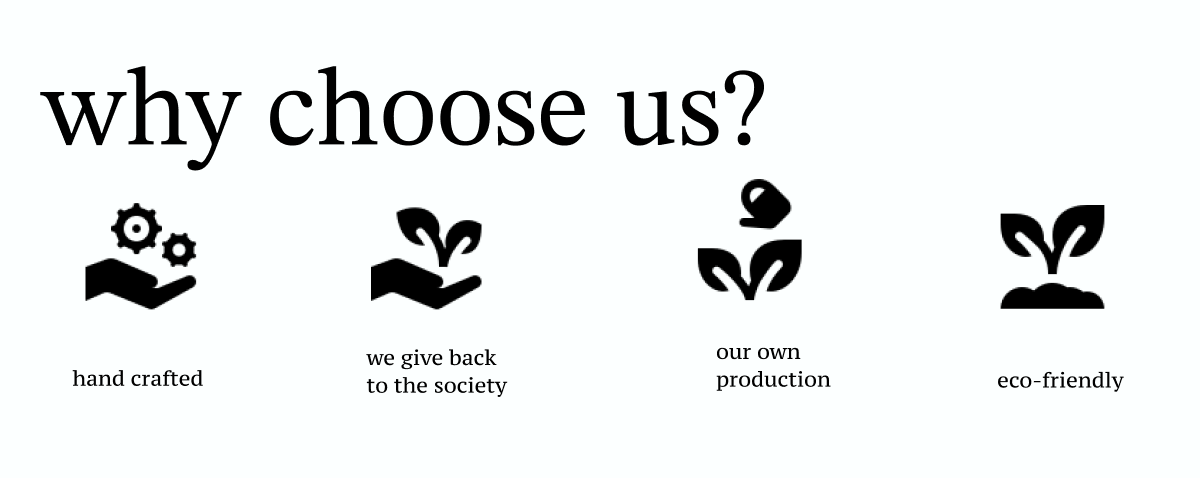 why choose us?
hand crafted
we give back
to the society
our own
production
eco-friendly